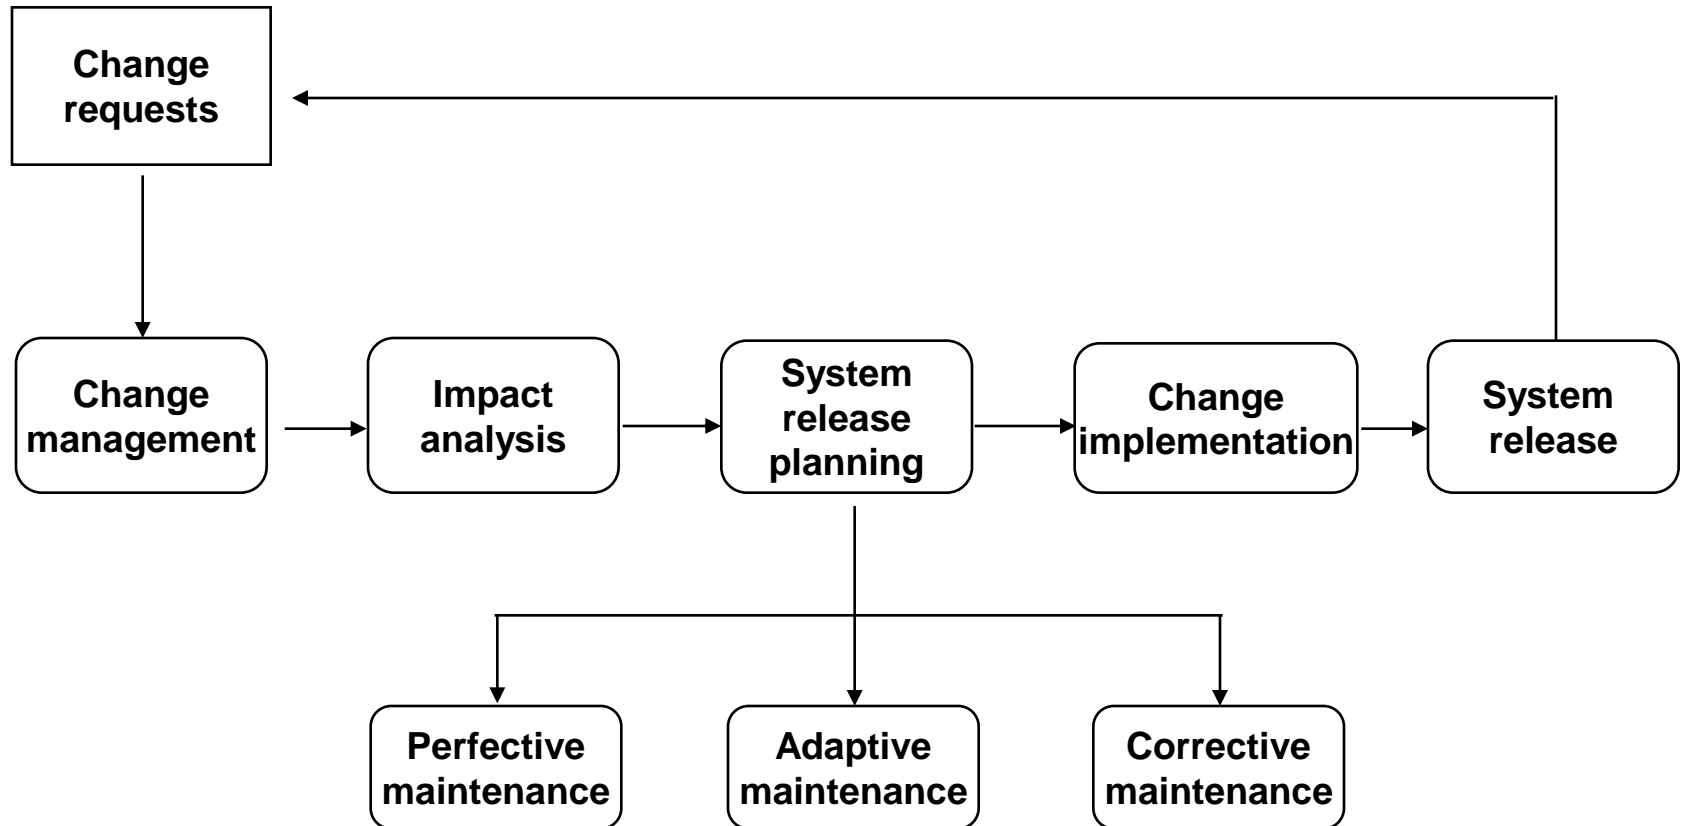 Change
requests
Change
management
Impact
analysis
System
release
planning
Change
implementation
System
release
Perfective
maintenance
Adaptive
maintenance
Corrective
maintenance